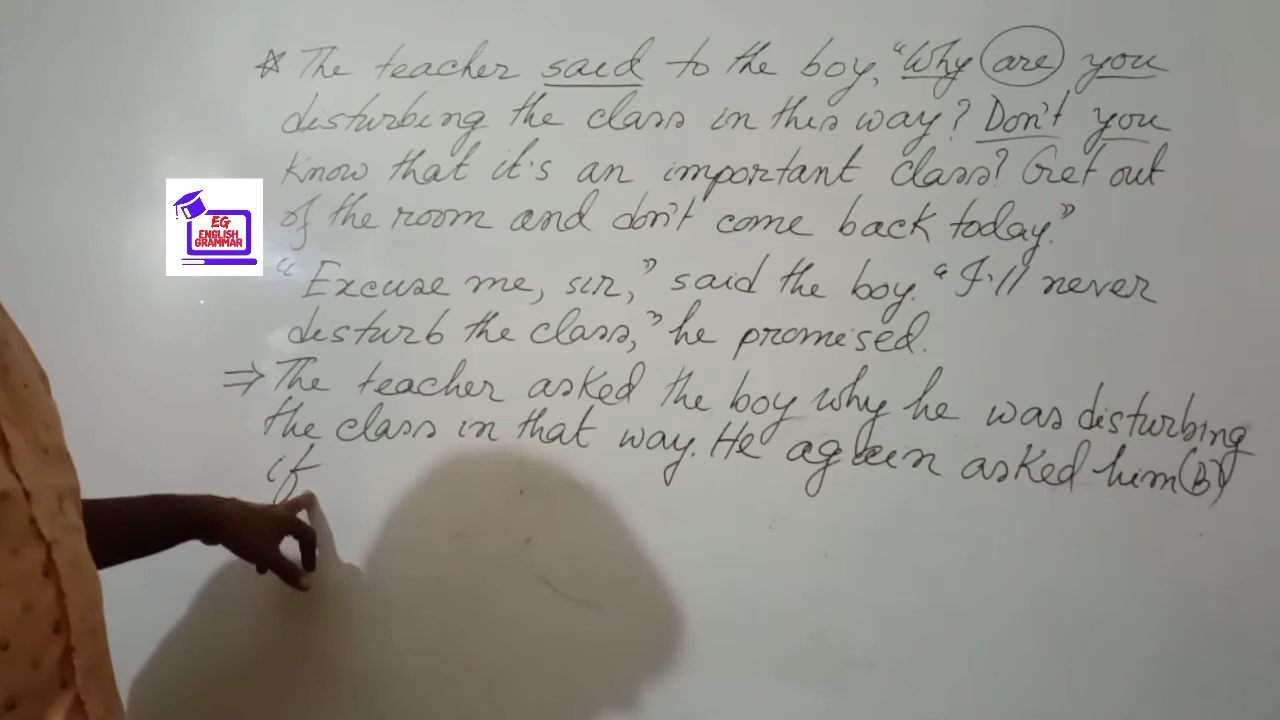 * The teacher said to the boy, "Why are you
disturbing the class in this way? Don't you
know that it's an important class? Get out
of the room and don't come back today."
"Excuse me, sir," said the boy. "I'll never
disturb the class," he promised.
⇒ The teacher asked the boy why he was disturbing
the class in that way. He again asked him (B)
if
EG
ENGLISH
GRAMMAR